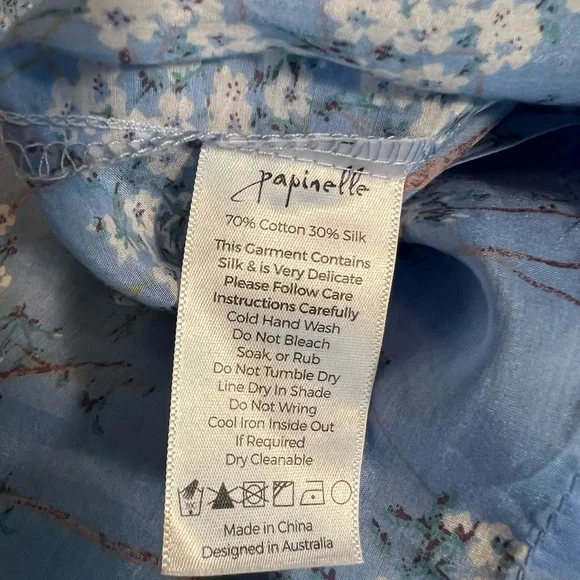 papinelle
70% Cotton 30% Silk
This Garment Contains
Silk & is Very Delicate
Please Follow Care
Instructions Carefully
Cold Hand Wash
Do Not Bleach
Soak, or Rub
Do Not Tumble Dry
Line Dry In Shade
Do Not Wring
Cool Iron Inside Out
If Required
Dry Cleanable
Made in China
Designed in Australia